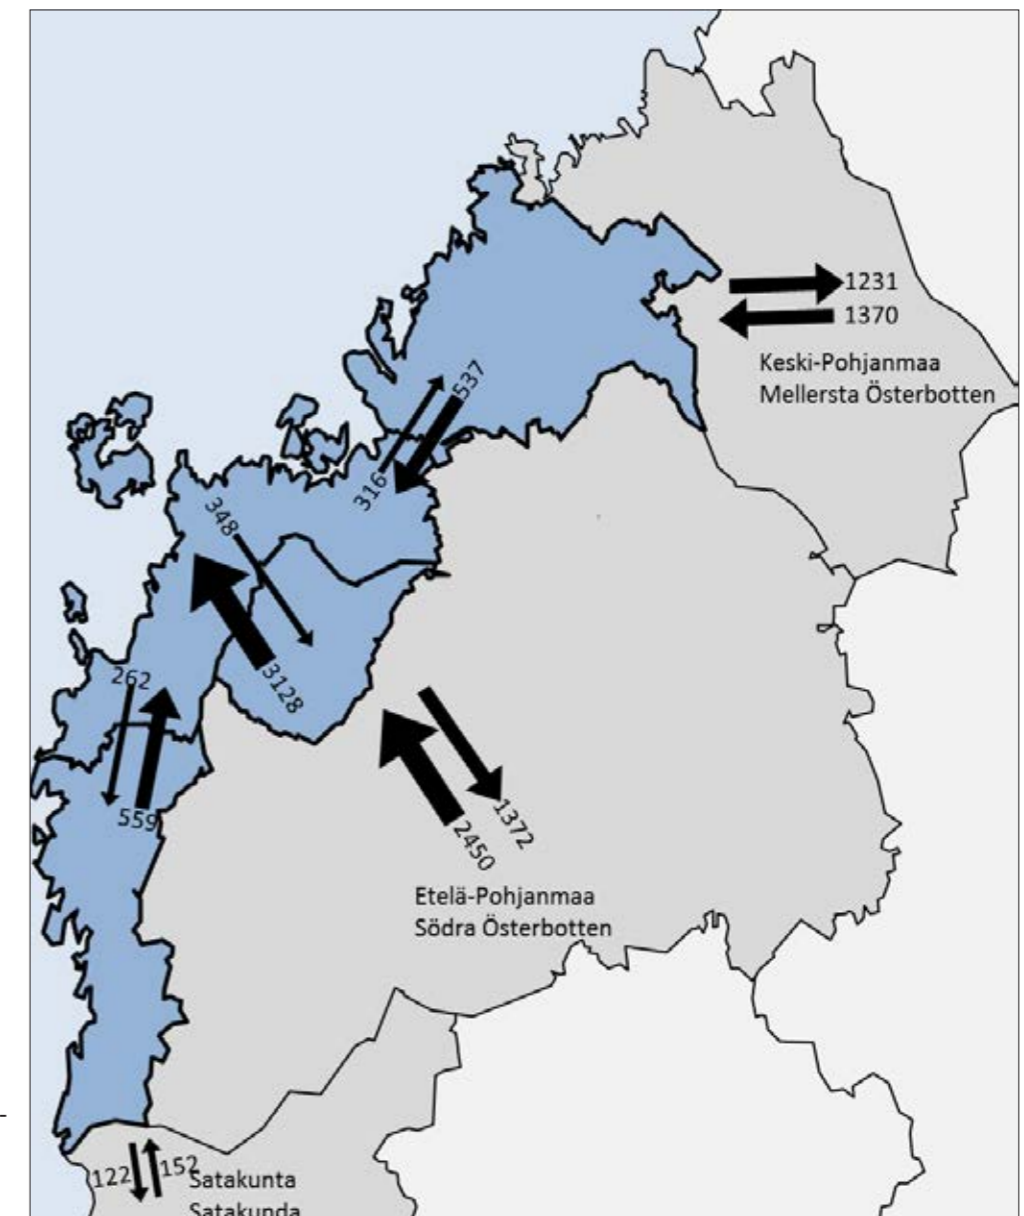 1231
1370
Keski-Pohjanmaa
Mellersta Österbotten
537
316
348
3128
262
559
1372
2450
Etelä-Pohjanmaa
Södra Österbotten
122
152
Satakunta
Satakunda